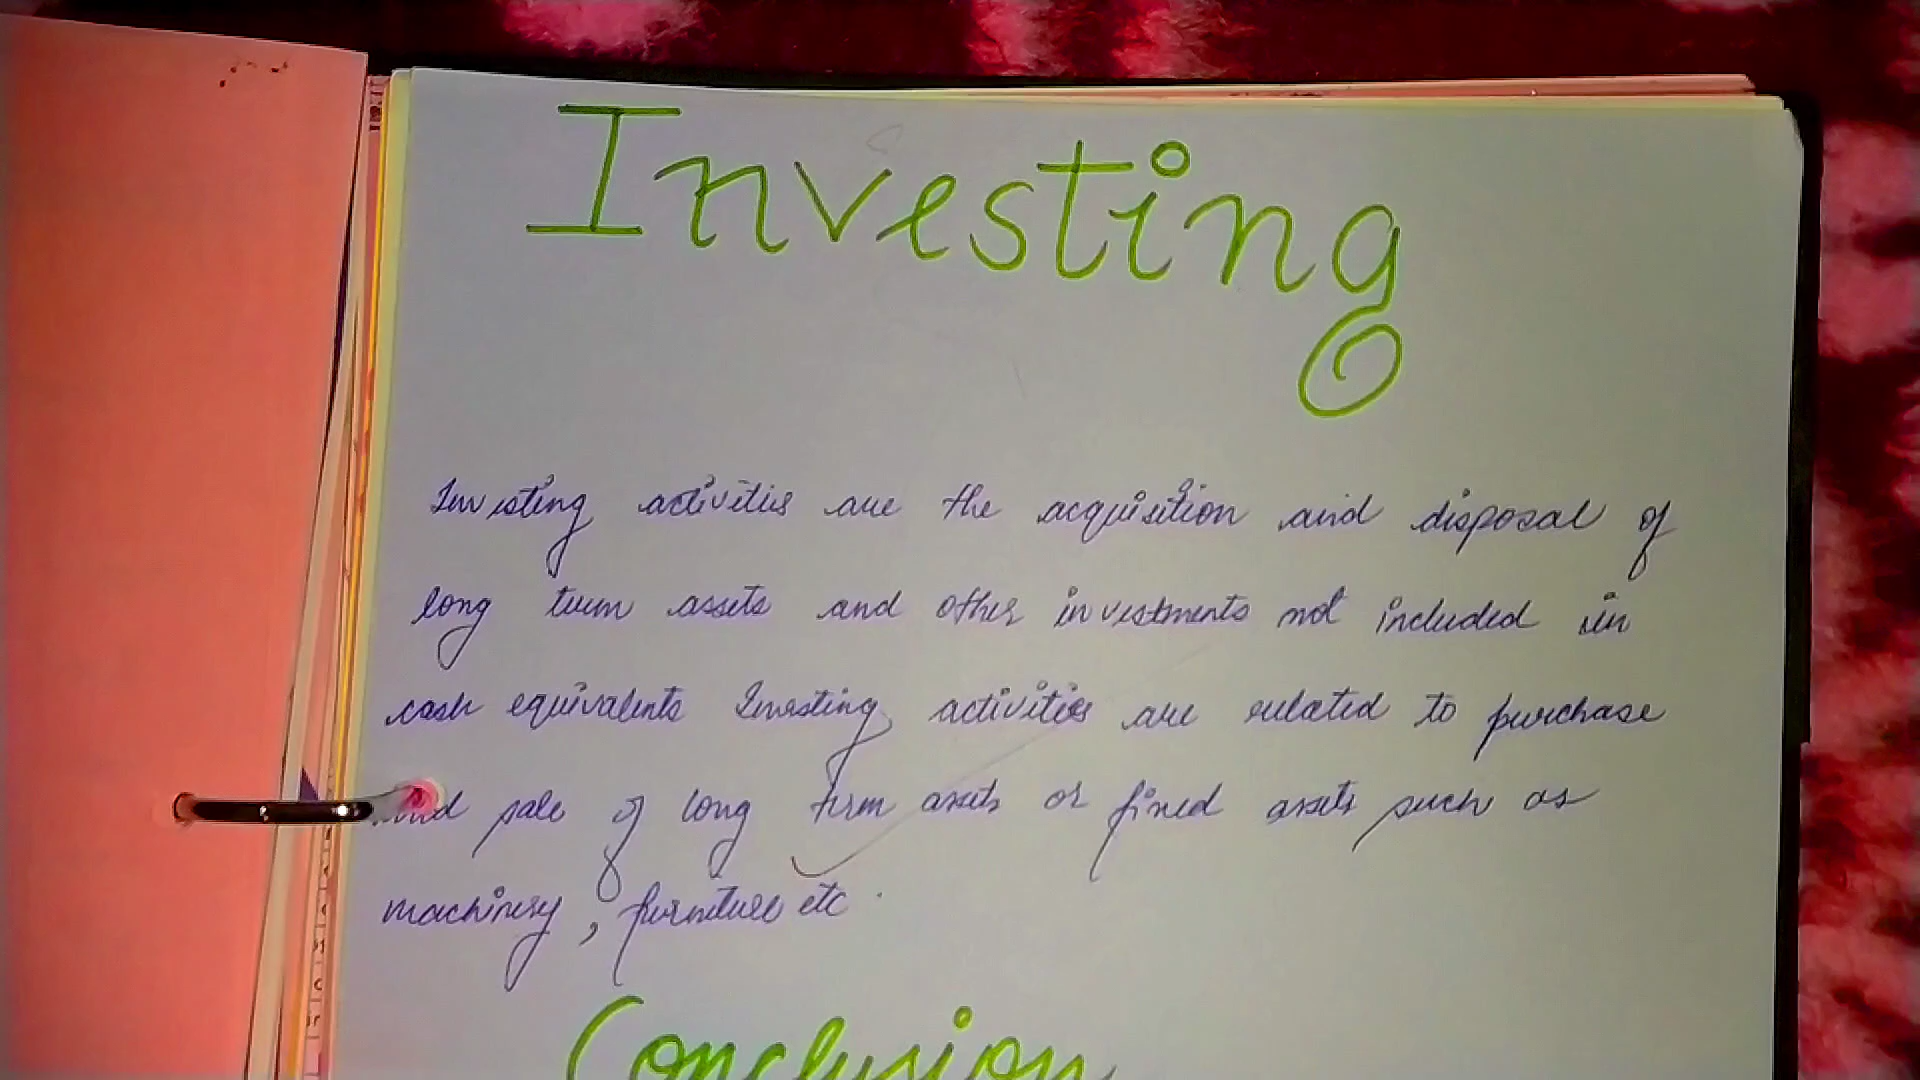 Investing
Investing activities are the acquisition and disposal of
long term assets and other investments not included in
cash equivalents Investing activities are related to purchase
and sale of long term assets or fixed assets such as
machinery, furniture etc.
Conclusion